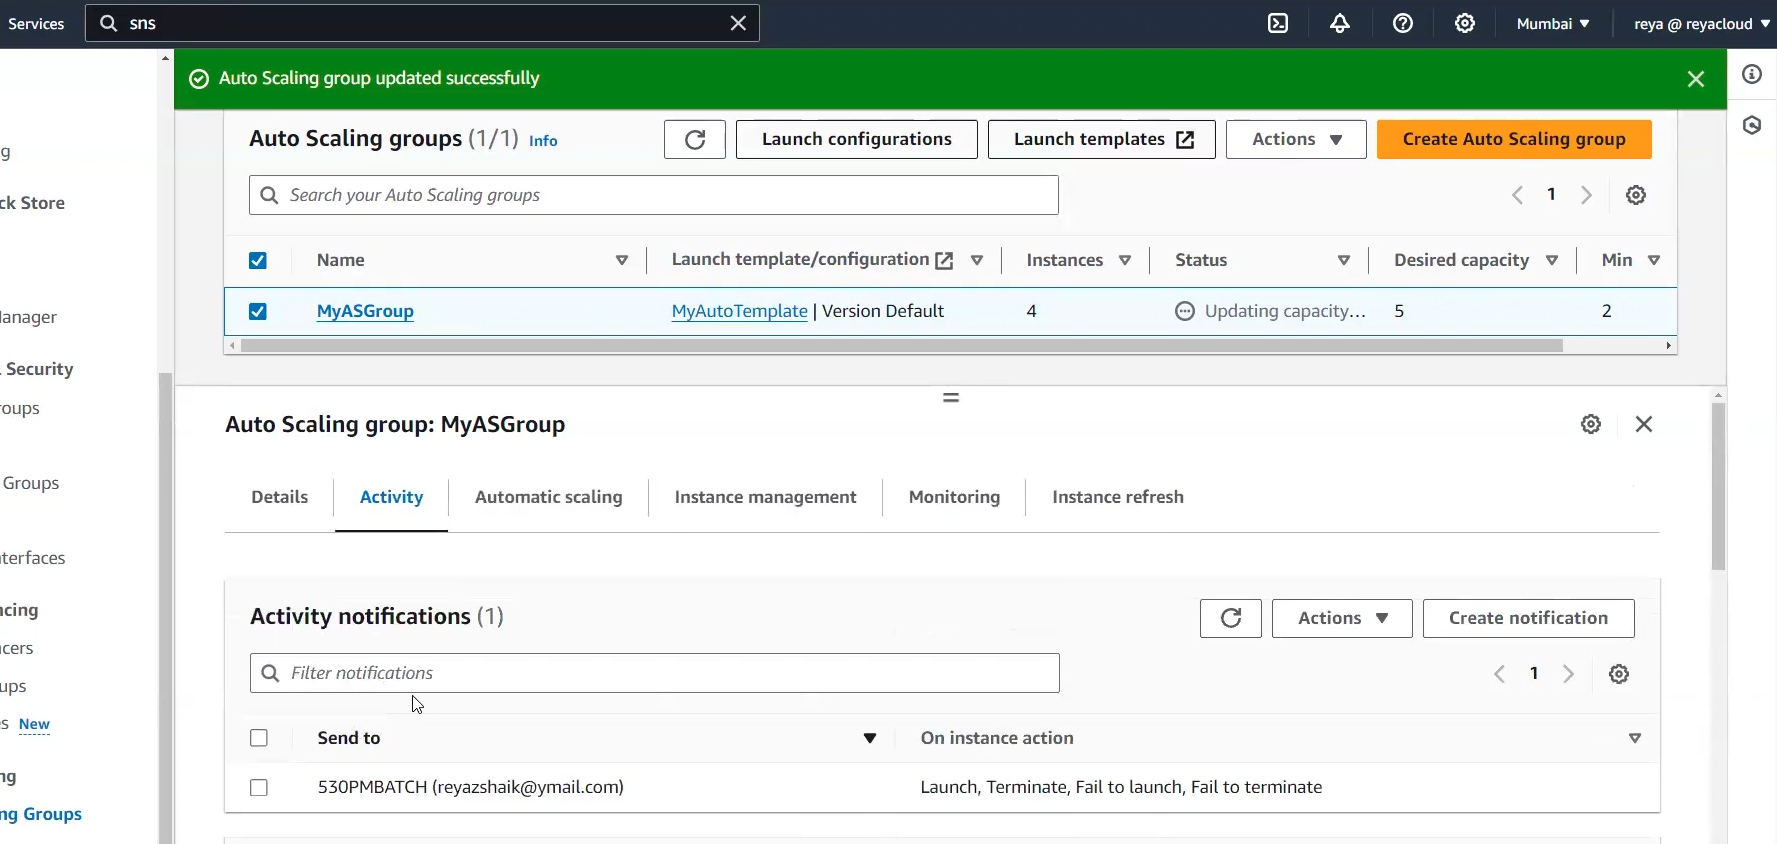 Services
sns
Mumbai ▼
reya @ reyacloud ▼
Auto Scaling group updated successfully
Auto Scaling groups (1/1) Info
Launch configurations
Launch templates
Actions ▼
Create Auto Scaling group
Search your Auto Scaling groups
1
Name
Launch template/configuration
Instances
Status
Desired capacity
Min
MyASGroup
MyAutoTemplate | Version Default
4
Updating capacity...
5
2
g
ck Store
anager
Security
roups
Groups
terfaces
ncing
cers
ups
s New
ng
ng Groups
Auto Scaling group: MyASGroup
Details
Activity
Automatic scaling
Instance management
Monitoring
Instance refresh
Activity notifications (1)
Actions ▼
Create notification
Filter notifications
1
Send to
On instance action
530PMBATCH (reyazshaik@ymail.com)
Launch, Terminate, Fail to launch, Fail to terminate